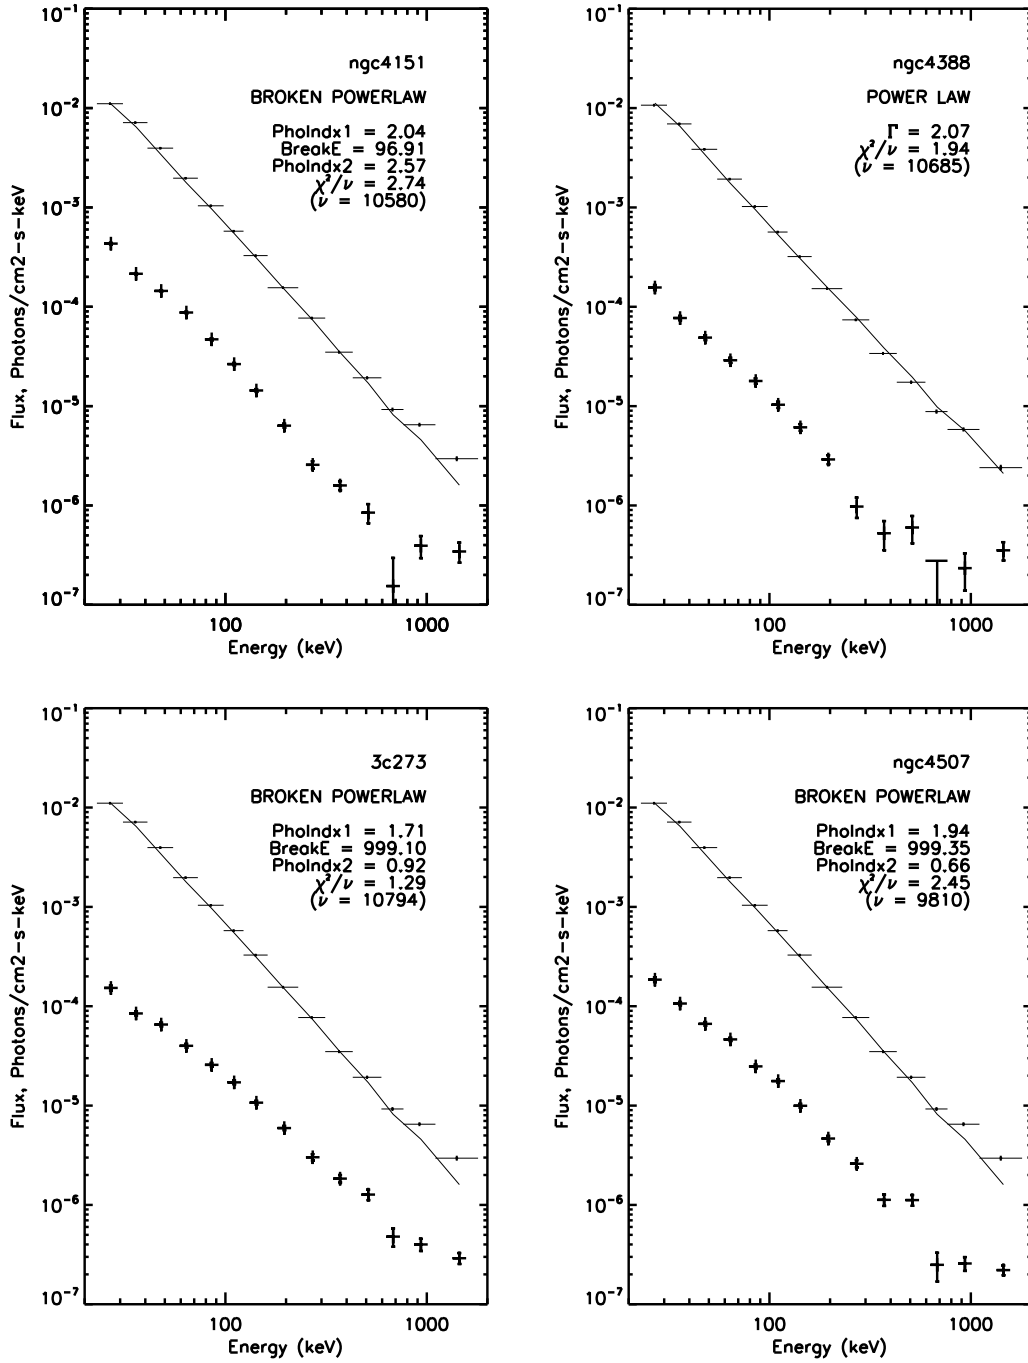 10⁻¹
10⁻²
10⁻³
10⁻⁴
10⁻⁵
10⁻⁶
10⁻⁷
Flux, Photons/cm2-s-keV
ngc4151
BROKEN POWERLAW
PhoIndx1 = 2.04
BreakE = 96.91
PhoIndx2 = 2.57
χ²/ν = 2.74
(ν = 10580)
100
1000
Energy (keV)
10⁻¹
10⁻²
10⁻³
10⁻⁴
10⁻⁵
10⁻⁶
10⁻⁷
Flux, Photons/cm2-s-keV
ngc4388
POWER LAW
Γ = 2.07
χ²/ν = 1.94
(ν = 10685)
100
1000
Energy (keV)
10⁻¹
10⁻²
10⁻³
10⁻⁴
10⁻⁵
10⁻⁶
10⁻⁷
Flux, Photons/cm2-s-keV
3c273
BROKEN POWERLAW
PhoIndx1 = 1.71
BreakE = 999.10
PhoIndx2 = 0.92
χ²/ν = 1.29
(ν = 10794)
100
1000
Energy (keV)
10⁻¹
10⁻²
10⁻³
10⁻⁴
10⁻⁵
10⁻⁶
10⁻⁷
Flux, Photons/cm2-s-keV
ngc4507
BROKEN POWERLAW
PhoIndx1 = 1.94
BreakE = 999.35
PhoIndx2 = 0.66
χ²/ν = 2.45
(ν = 9810)
100
1000
Energy (keV)